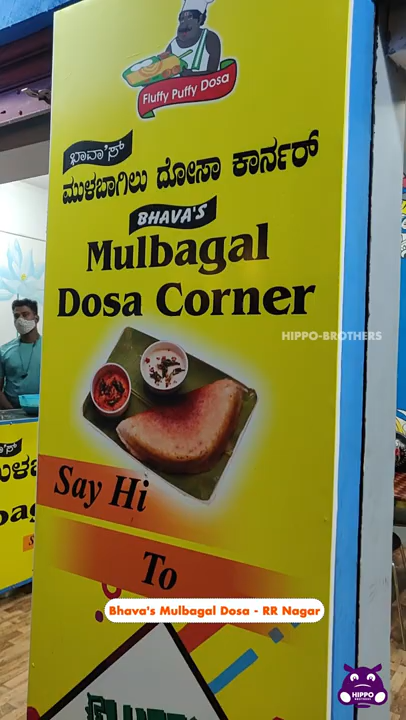 Fluffy Puffy Dosa
ಭಾವಾ'ಸ್
ಮುಳಬಾಗಿಲು ದೋಸಾ ಕಾರ್ನರ್
BHAVA'S
Mulbagal
Dosa Corner
HIPPO-BROTHERS
Say Hi
To
Bhava's Mulbagal Dosa - RR Nagar
HIPPO
BROTHERS